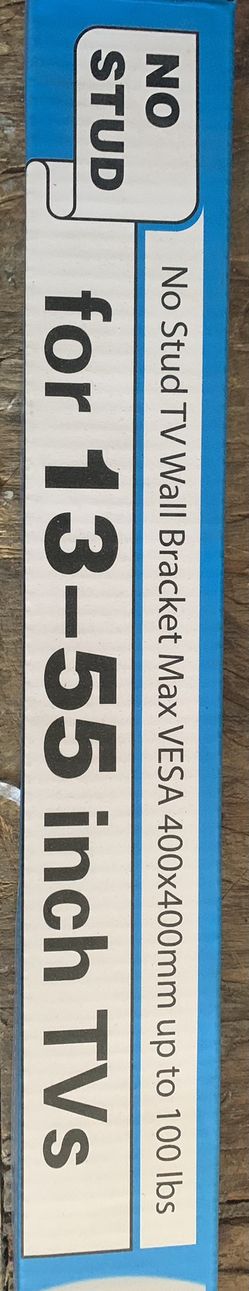 NO
STUD
No Stud TV Wall Bracket Max VESA 400x400mm up to 100 lbs
for 13-55 inch TVs